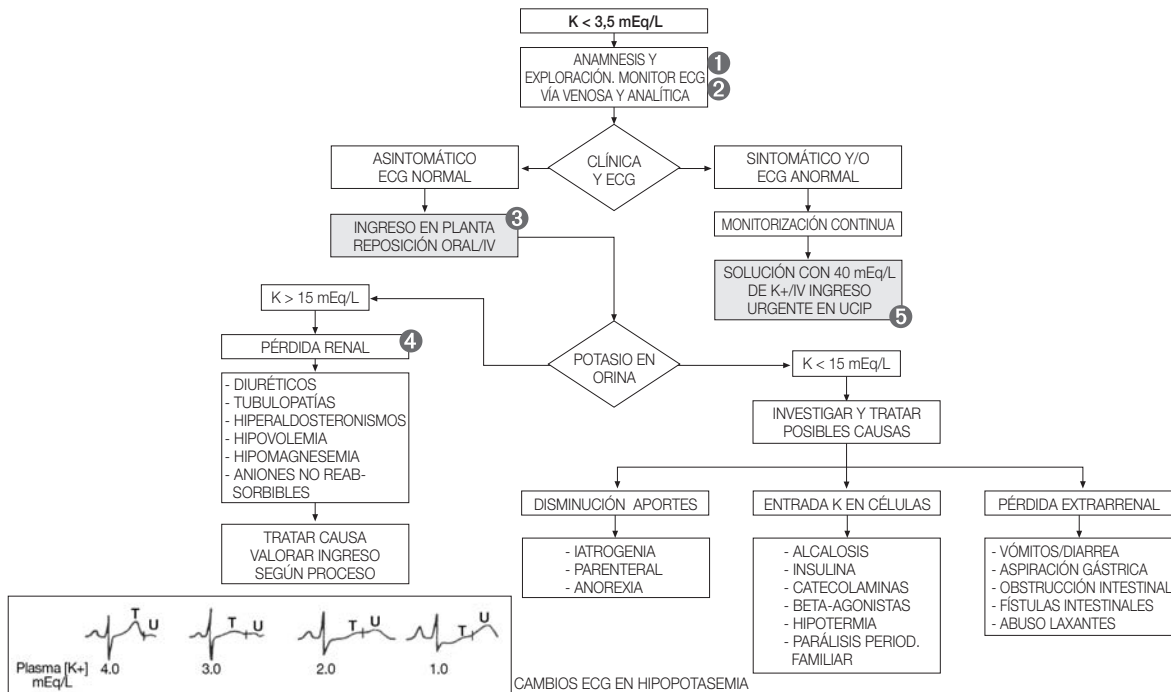 K < 3,5 mEq/L
ANAMNESIS Y
EXPLORACIÓN. MONITOR ECG
VÍA VENOSA Y ANALÍTICA
1
2
CLÍNICA
Y ECG
ASINTOMÁTICO
ECG NORMAL
SINTOMÁTICO Y/O
ECG ANORMAL
INGRESO EN PLANTA
REPOSICIÓN ORAL/IV
3
MONITORIZACIÓN CONTINUA
SOLUCIÓN CON 40 mEq/L
DE K+/IV INGRESO
URGENTE EN UCIP
5
POTASIO EN
ORINA
K > 15 mEq/L
PÉRDIDA RENAL
4
- DIURÉTICOS
- TUBULOPATÍAS
- HIPERALDOSTERONISMOS
- HIPOVOLEMIA
- HIPOMAGNESEMIA
- ANIONES NO REAB-
SORBIBLES
TRATAR CAUSA
VALORAR INGRESO
SEGÚN PROCESO
K < 15 mEq/L
INVESTIGAR Y TRATAR
POSIBLES CAUSAS
DISMINUCIÓN APORTES
- IATROGENIA
- PARENTERAL
- ANOREXIA
ENTRADA K EN CÉLULAS
- ALCALOSIS
- INSULINA
- CATECOLAMINAS
- BETA-AGONISTAS
- HIPOTERMIA
- PARÁLISIS PERIOD.
FAMILIAR
PÉRDIDA EXTRARRENAL
- VÓMITOS/DIARREA
- ASPIRACIÓN GÁSTRICA
- OBSTRUCCIÓN INTESTINAL
- FÍSTULAS INTESTINALES
- ABUSO LAXANTES
T U T U T U T U
Plasma [K+] 4.0 3.0 2.0 1.0
mEq/L
CAMBIOS ECG EN HIPOPOTASEMIA